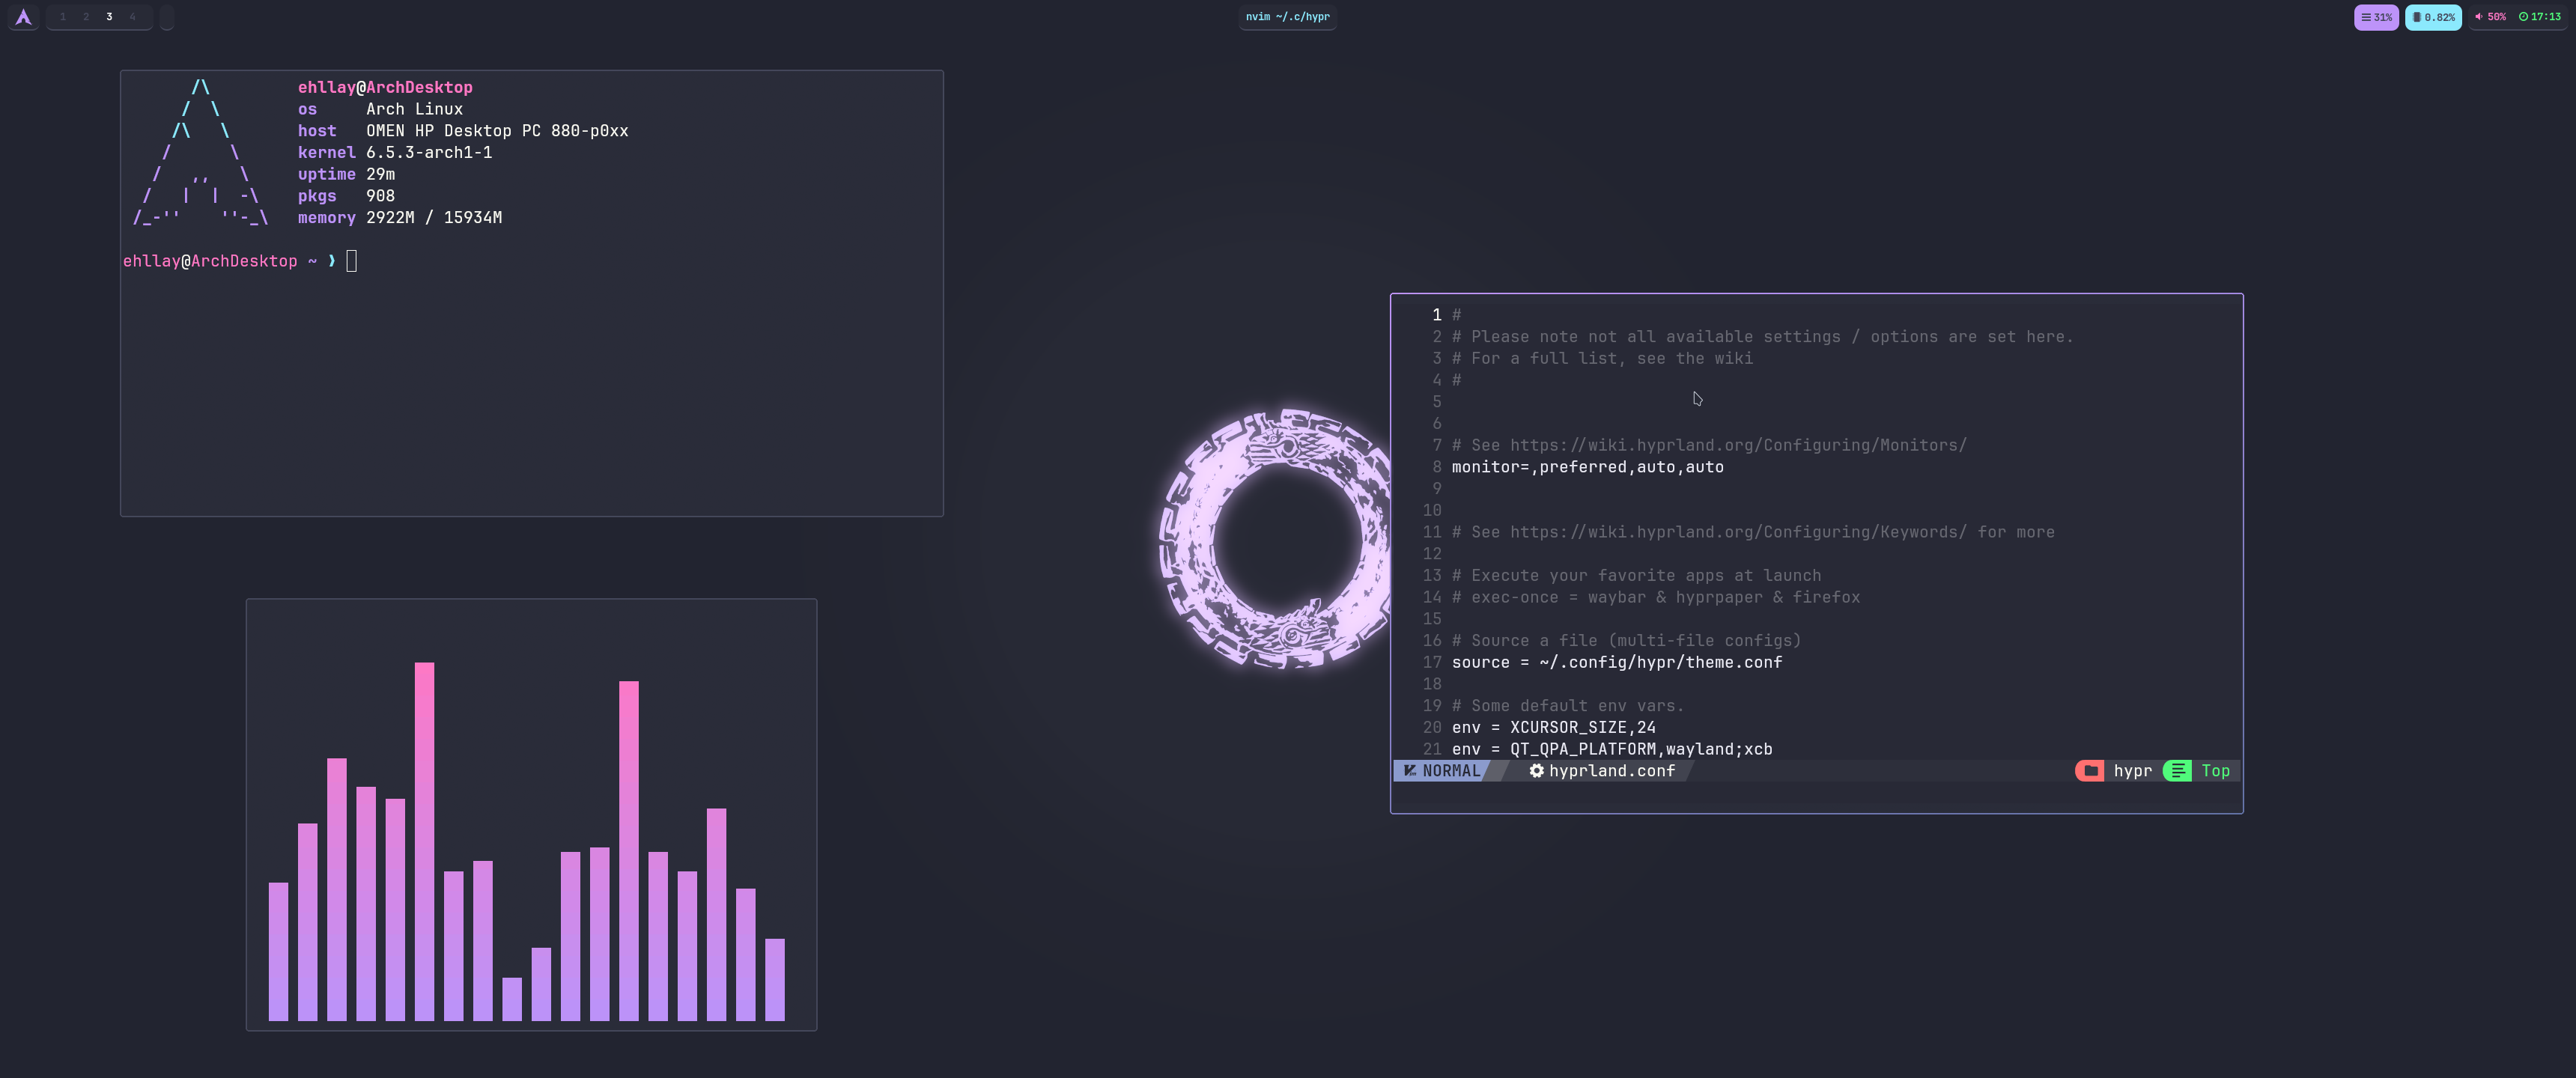 1 2 3 4
nvim ~/.c/hypr
31% 0.82% 50% 17:13
ehllay@ArchDesktop
os Arch Linux
host OMEN HP Desktop PC 880-p0xx
kernel 6.5.3-arch1-1
uptime 29m
pkgs 908
memory 2922M / 15934M
ehllay@ArchDesktop ~ ❯
1 #
2 # Please note not all available settings / options are set here.
3 # For a full list, see the wiki
4 #
5
6
7 # See https://wiki.hyprland.org/Configuring/Monitors/
8 monitor=,preferred,auto,auto
9
10
11 # See https://wiki.hyprland.org/Configuring/Keywords/ for more
12
13 # Execute your favorite apps at launch
14 # exec-once = waybar & hyprpaper & firefox
15
16 # Source a file (multi-file configs)
17 source = ~/.config/hypr/theme.conf
18
19 # Some default env vars.
20 env = XCURSOR_SIZE,24
21 env = QT_QPA_PLATFORM,wayland;xcb
NORMAL hyprland.conf hypr Top